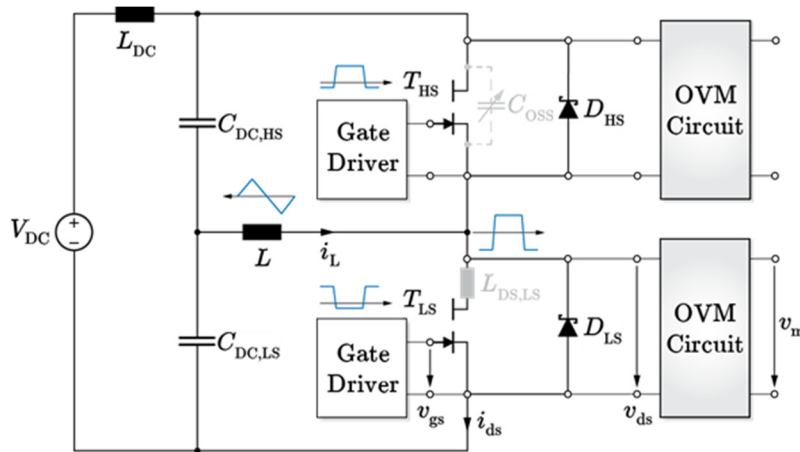 L_DC
T_HS
C_OSS
D_HS
OVM
Circuit
C_DC,HS
Gate
Driver
V_DC
+
−
L
i_L
L_DS,LS
T_LS
D_LS
OVM
Circuit
v_m
C_DC,LS
Gate
Driver
v_gs
i_ds
v_ds